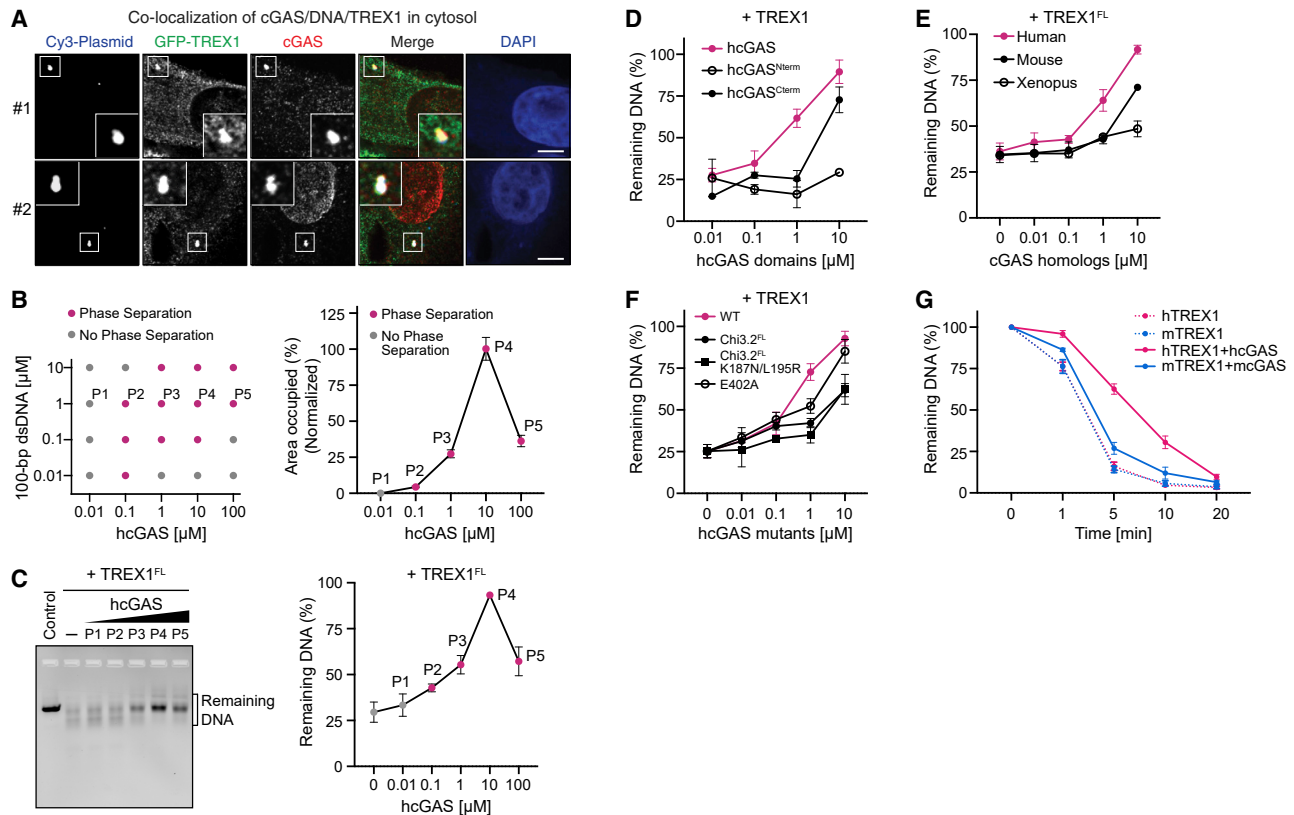 A
Co-localization of cGAS/DNA/TREX1 in cytosol
Cy3-Plasmid GFP-TREX1 cGAS Merge DAPI
#1
#2
B
Phase Separation
No Phase Separation
100-bp dsDNA [µM]
10
1
0.1
0.01
P1 P2 P3 P4 P5
0.01 0.1 1 10 100
hcGAS [µM]
Area occupied (%)
(Normalized)
125
100
75
50
25
0
Phase Separation
No Phase
Separation
P1
P2
P3
P4
P5
0.01 0.1 1 10 100
hcGAS [µM]
C
+ TREX1FL
Control
hcGAS
– P1 P2 P3 P4 P5
Remaining
DNA
+ TREX1FL
Remaining DNA (%)
100
75
50
25
0
P1
P2
P3
P4
P5
0 0.01 0.1 1 10 100
hcGAS [µM]
D
+ TREX1
Remaining DNA (%)
100
75
50
25
0
hcGAS
hcGASNterm
hcGASCterm
0.01 0.1 1 10
hcGAS domains [µM]
E
+ TREX1FL
Remaining DNA (%)
100
75
50
25
0
Human
Mouse
Xenopus
0 0.01 0.1 1 10
cGAS homologs [µM]
F
+ TREX1
Remaining DNA (%)
100
75
50
25
0
WT
Chi3.2FL
Chi3.2FL
K187N/L195R
E402A
0 0.01 0.1 1 10
hcGAS mutants [µM]
G
Remaining DNA (%)
100
75
50
25
0
hTREX1
mTREX1
hTREX1+hcGAS
mTREX1+mcGAS
0 1 5 10 20
Time [min]